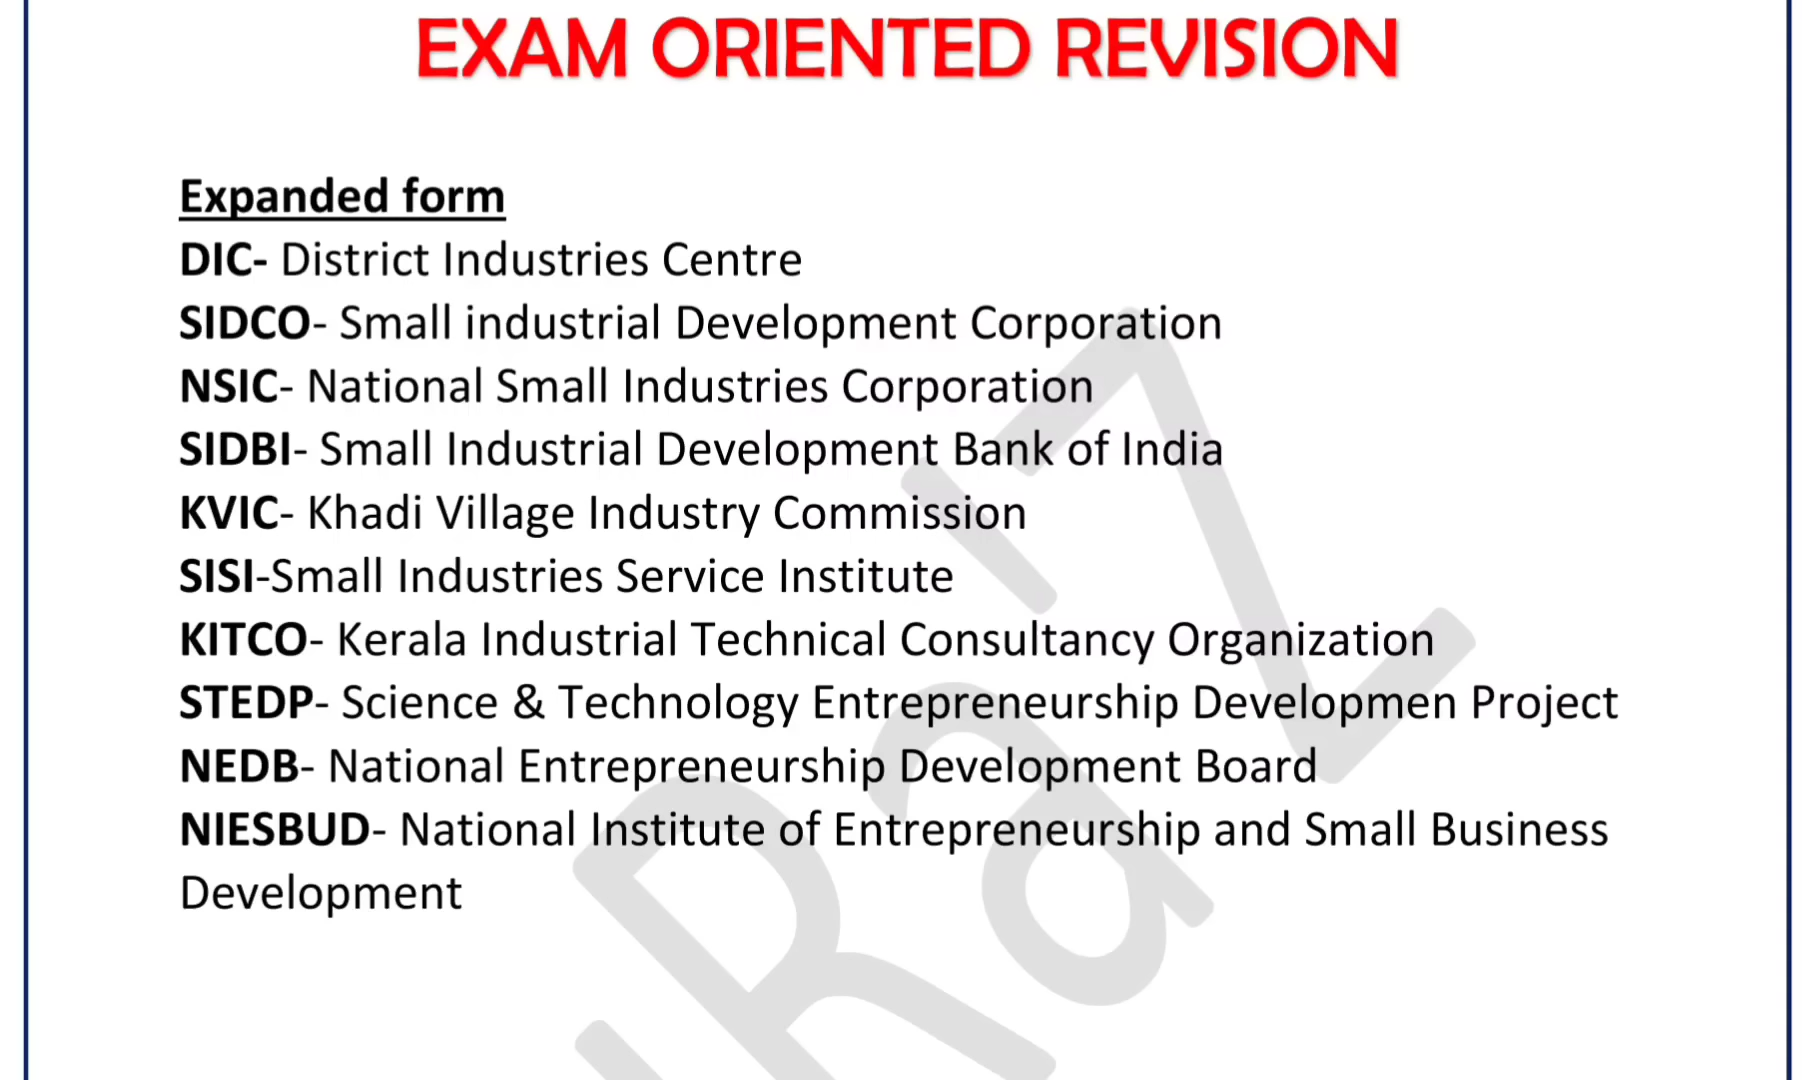 EXAM ORIENTED REVISION
Expanded form
DIC- District Industries Centre
SIDCO- Small industrial Development Corporation
NSIC- National Small Industries Corporation
SIDBI- Small Industrial Development Bank of India
KVIC- Khadi Village Industry Commission
SISI-Small Industries Service Institute
KITCO- Kerala Industrial Technical Consultancy Organization
STEDP- Science & Technology Entrepreneurship Developmen Project
NEDB- National Entrepreneurship Development Board
NIESBUD- National Institute of Entrepreneurship and Small Business
Development